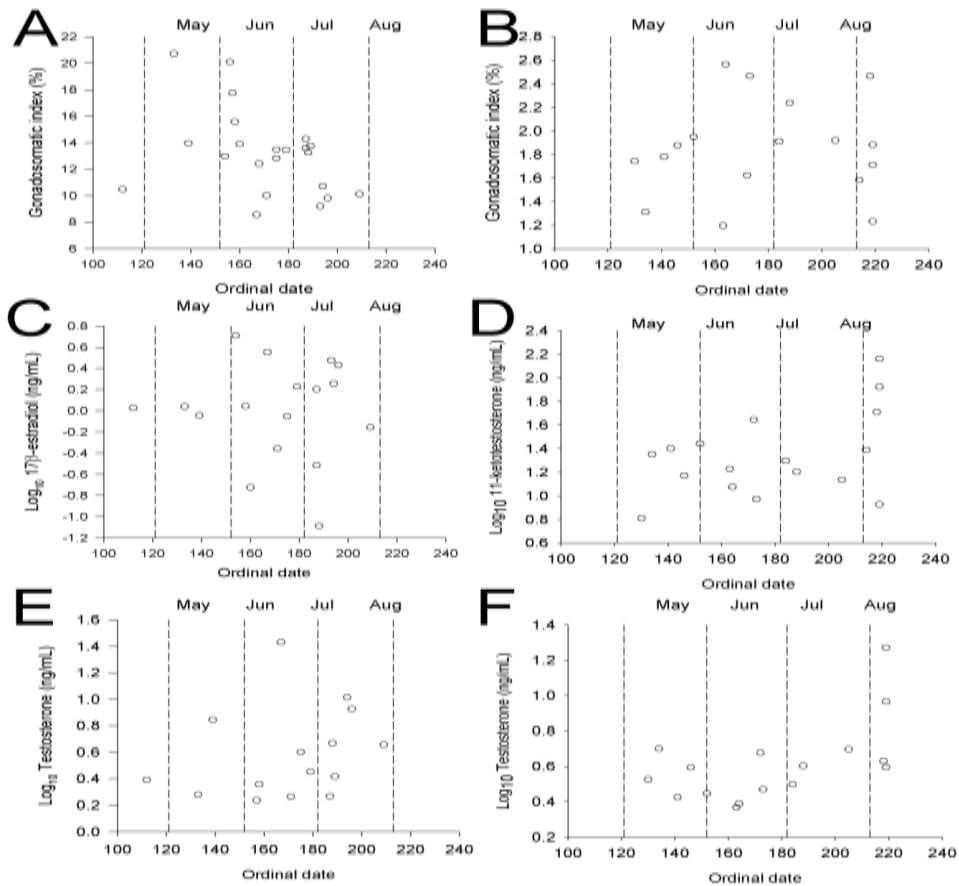 A
May Jun Jul Aug
Gonadosomatic index (%)
22
20
18
16
14
12
10
8
6
100 120 140 160 180 200 220 240
Ordinal date
B
May Jun Jul Aug
Gonadosomatic index (%)
2.8
2.6
2.4
2.2
2.0
1.8
1.6
1.4
1.2
1.0
100 120 140 160 180 200 220 240
Ordinal date
C
May Jun Jul Aug
Log10 17β-estradiol (ng/mL)
0.8
0.6
0.4
0.2
0.0
-0.2
-0.4
-0.6
-0.8
-1.0
-1.2
100 120 140 160 180 200 220 240
Ordinal date
D
May Jun Jul Aug
Log10 11-ketotestosterone (ng/mL)
2.4
2.2
2.0
1.8
1.6
1.4
1.2
1.0
0.8
0.6
100 120 140 160 180 200 220 240
Ordinal date
E
May Jun Jul Aug
Log10 Testosterone (ng/mL)
1.6
1.4
1.2
1.0
0.8
0.6
0.4
0.2
0.0
100 120 140 160 180 200 220 240
Ordinal date
F
May Jun Jul Aug
Log10 Testosterone (ng/mL)
1.4
1.2
1.0
0.8
0.6
0.4
0.2
100 120 140 160 180 200 220 240
Ordinal date